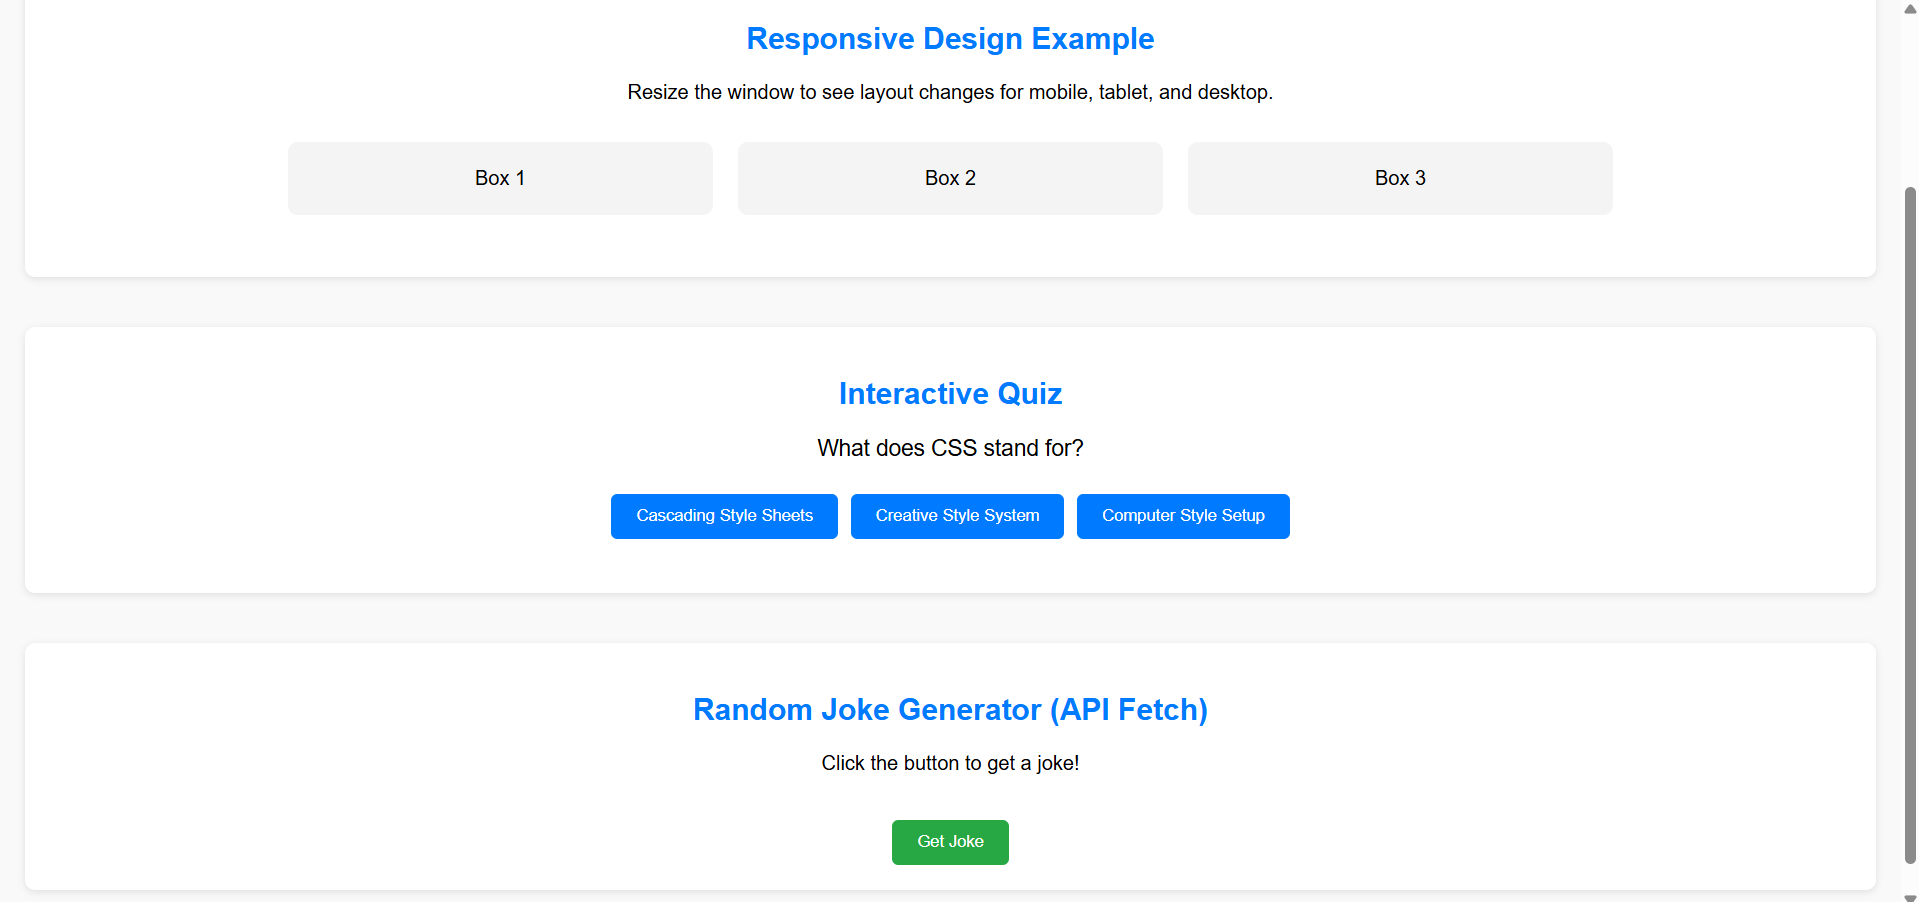 Responsive Design Example
Resize the window to see layout changes for mobile, tablet, and desktop.
Box 1
Box 2
Box 3
Interactive Quiz
What does CSS stand for?
Cascading Style Sheets
Creative Style System
Computer Style Setup
Random Joke Generator (API Fetch)
Click the button to get a joke!
Get Joke